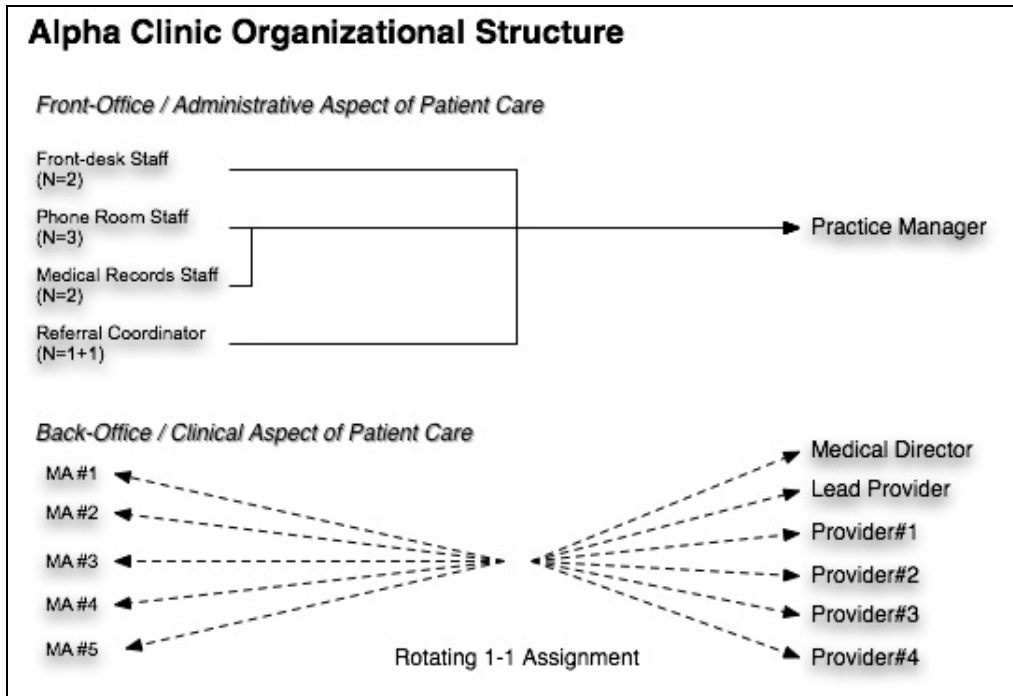 Alpha Clinic Organizational Structure
Front-Office / Administrative Aspect of Patient Care
Front-desk Staff
(N=2)
Phone Room Staff
(N=3)
Practice Manager
Medical Records Staff
(N=2)
Referral Coordinator
(N=1+1)
Back-Office / Clinical Aspect of Patient Care
MA #1
MA #2
MA #3
MA #4
MA #5
Medical Director
Lead Provider
Provider#1
Provider#2
Provider#3
Provider#4
Rotating 1-1 Assignment